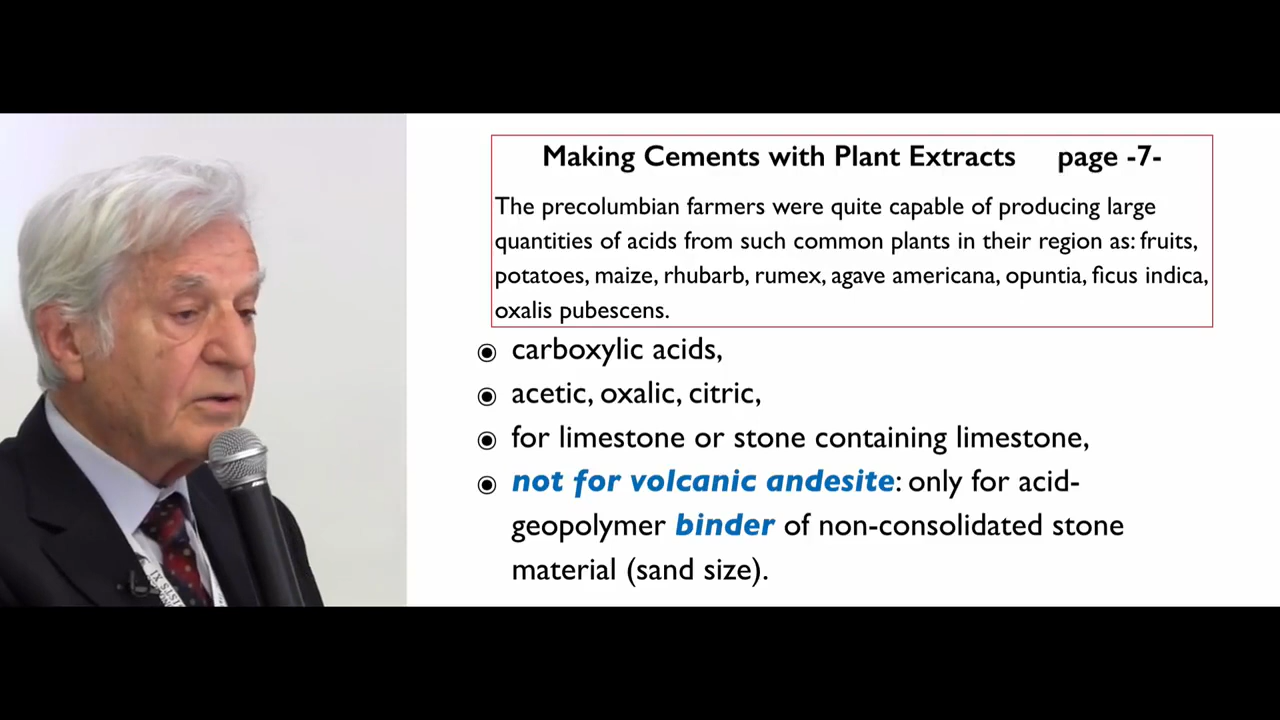 Making Cements with Plant Extracts page -7-
The precolumbian farmers were quite capable of producing large
quantities of acids from such common plants in their region as: fruits,
potatoes, maize, rhubarb, rumex, agave americana, opuntia, ficus indica,
oxalis pubescens.
◉ carboxylic acids,
◉ acetic, oxalic, citric,
◉ for limestone or stone containing limestone,
◉ not for volcanic andesite: only for acid-
geopolymer binder of non-consolidated stone
material (sand size).